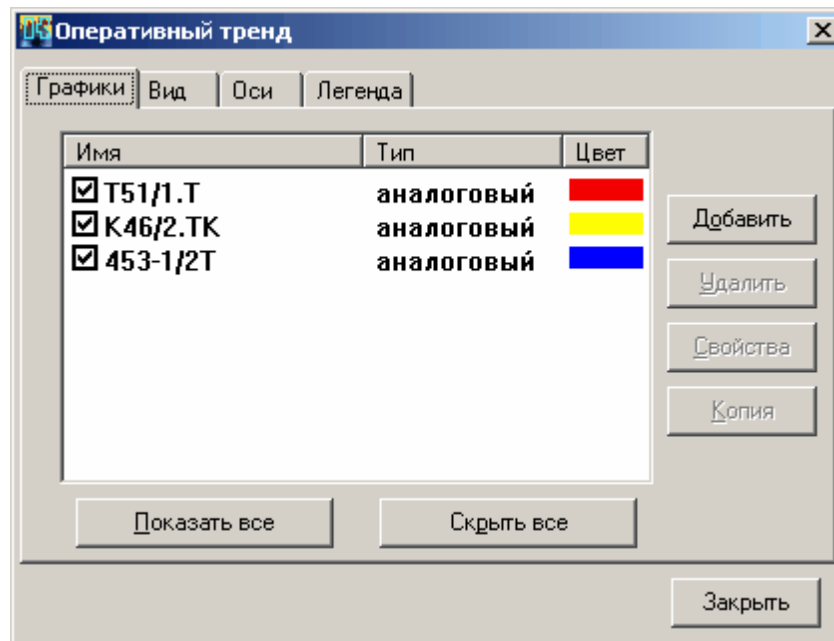 Оперативный тренд
Графики Вид Оси Легенда
Имя Тип Цвет
T51/1.T аналоговый
K46/2.TK аналоговый
453-1/2T аналоговый
Добавить
Удалить
Свойства
Копия
Показать все Скрыть все
Закрыть